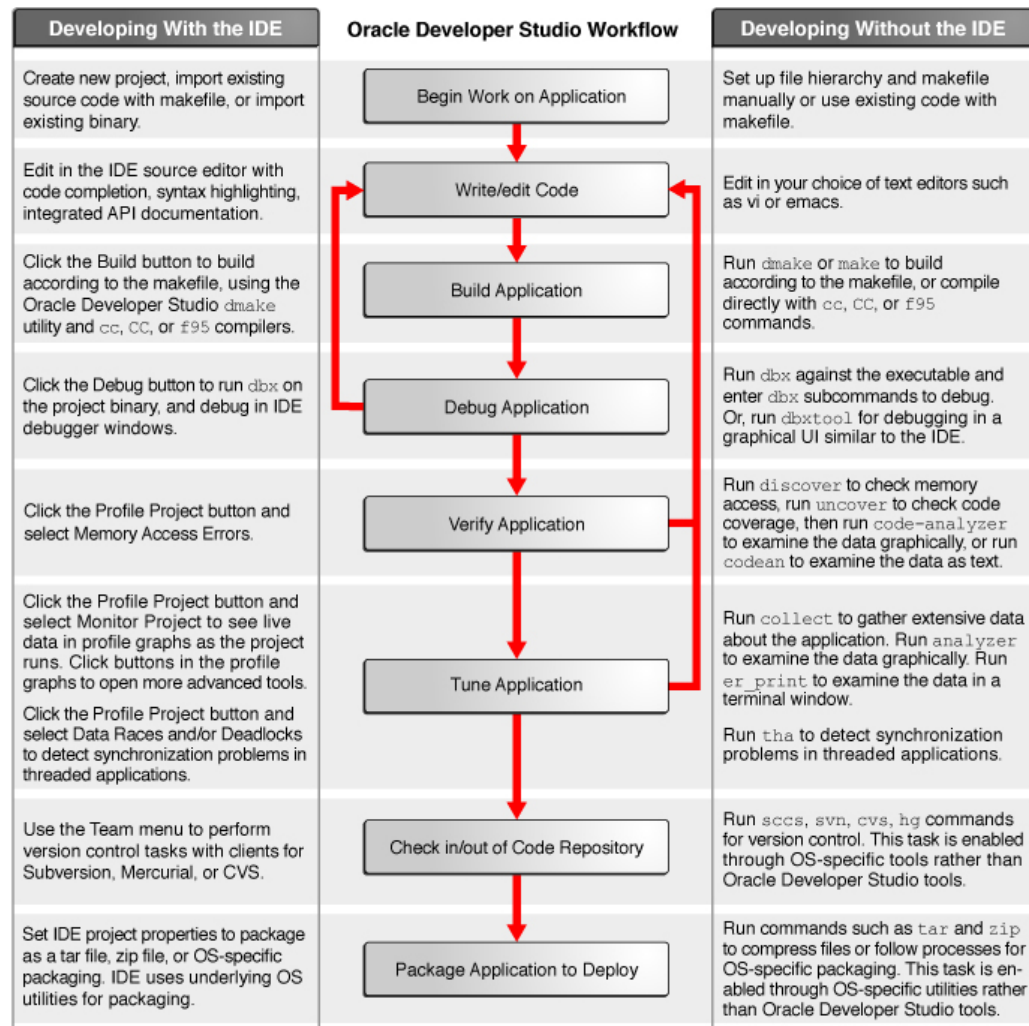 Developing With the IDE
Oracle Developer Studio Workflow
Developing Without the IDE
Create new project, import existing
source code with makefile, or import
existing binary.
Begin Work on Application
Set up file hierarchy and makefile
manually or use existing code with
makefile.
Edit in the IDE source editor with
code completion, syntax highlighting,
integrated API documentation.
Write/edit Code
Edit in your choice of text editors such
as vi or emacs.
Click the Build button to build
according to the makefile, using the
Oracle Developer Studio dmake
utility and cc, CC, or f95 compilers.
Build Application
Run dmake or make to build
according to the makefile, or compile
directly with cc, CC, or f95
commands.
Click the Debug button to run dbx on
the project binary, and debug in IDE
debugger windows.
Debug Application
Run dbx against the executable and
enter dbx subcommands to debug.
Or, run dbxtool for debugging in a
graphical UI similar to the IDE.
Click the Profile Project button and
select Memory Access Errors.
Verify Application
Run discover to check memory
access, run uncover to check code
coverage, then run code-analyzer
to examine the data graphically, or run
codean to examine the data as text.
Click the Profile Project button and
select Monitor Project to see live
data in profile graphs as the project
runs. Click buttons in the profile
graphs to open more advanced tools.
Click the Profile Project button and
select Data Races and/or Deadlocks
to detect synchronization problems in
threaded applications.
Tune Application
Run collect to gather extensive data
about the application. Run analyzer
to examine the data graphically. Run
er_print to examine the data in a
terminal window.
Run tha to detect synchronization
problems in threaded applications.
Use the Team menu to perform
version control tasks with clients for
Subversion, Mercurial, or CVS.
Check in/out of Code Repository
Run sccs, svn, cvs, hg commands
for version control. This task is enabled
through OS-specific tools rather than
Oracle Developer Studio tools.
Set IDE project properties to package
as a tar file, zip file, or OS-specific
packaging. IDE uses underlying OS
utilities for packaging.
Package Application to Deploy
Run commands such as tar and zip
to compress files or follow processes for
OS-specific packaging. This task is en-
abled through OS-specific utilities rather
than Oracle Developer Studio tools.